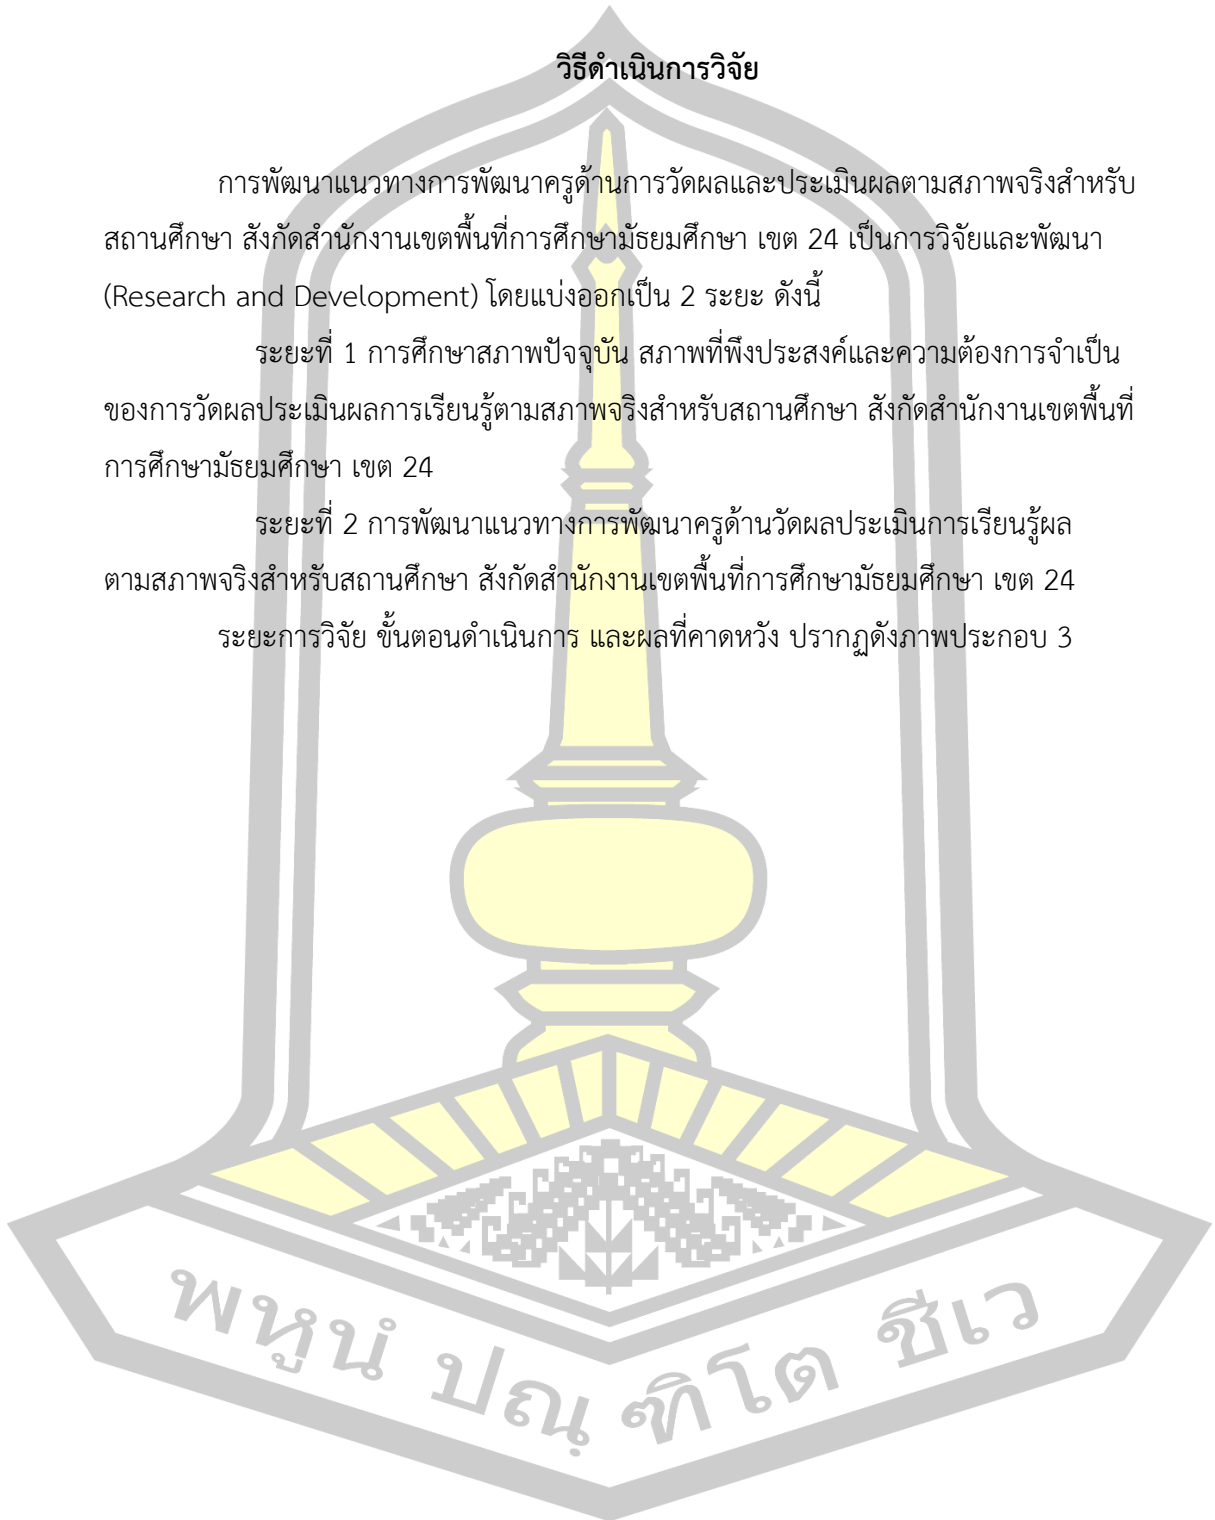 วิธีดำเนินการวิจัย
การพัฒนาแนวทางการพัฒนาครูด้านการวัดผลและประเมินผลตามสภาพจริงสำหรับ
สถานศึกษา สังกัดสำนักงานเขตพื้นที่การศึกษามัธยมศึกษา เขต 24 เป็นการวิจัยและพัฒนา
(Research and Development) โดยแบ่งออกเป็น 2 ระยะ ดังนี้
ระยะที่ 1 การศึกษาสภาพปัจจุบัน สภาพที่พึงประสงค์และความต้องการจำเป็น
ของการวัดผลประเมินผลการเรียนรู้ตามสภาพจริงสำหรับสถานศึกษา สังกัดสำนักงานเขตพื้นที่
การศึกษามัธยมศึกษา เขต 24
ระยะที่ 2 การพัฒนาแนวทางการพัฒนาครูด้านวัดผลประเมินการเรียนรู้ผล
ตามสภาพจริงสำหรับสถานศึกษา สังกัดสำนักงานเขตพื้นที่การศึกษามัธยมศึกษา เขต 24
ระยะการวิจัย ขั้นตอนดำเนินการ และผลที่คาดหวัง ปรากฏดังภาพประกอบ 3
พหูนํ ปณฺฑิโต ชีเว